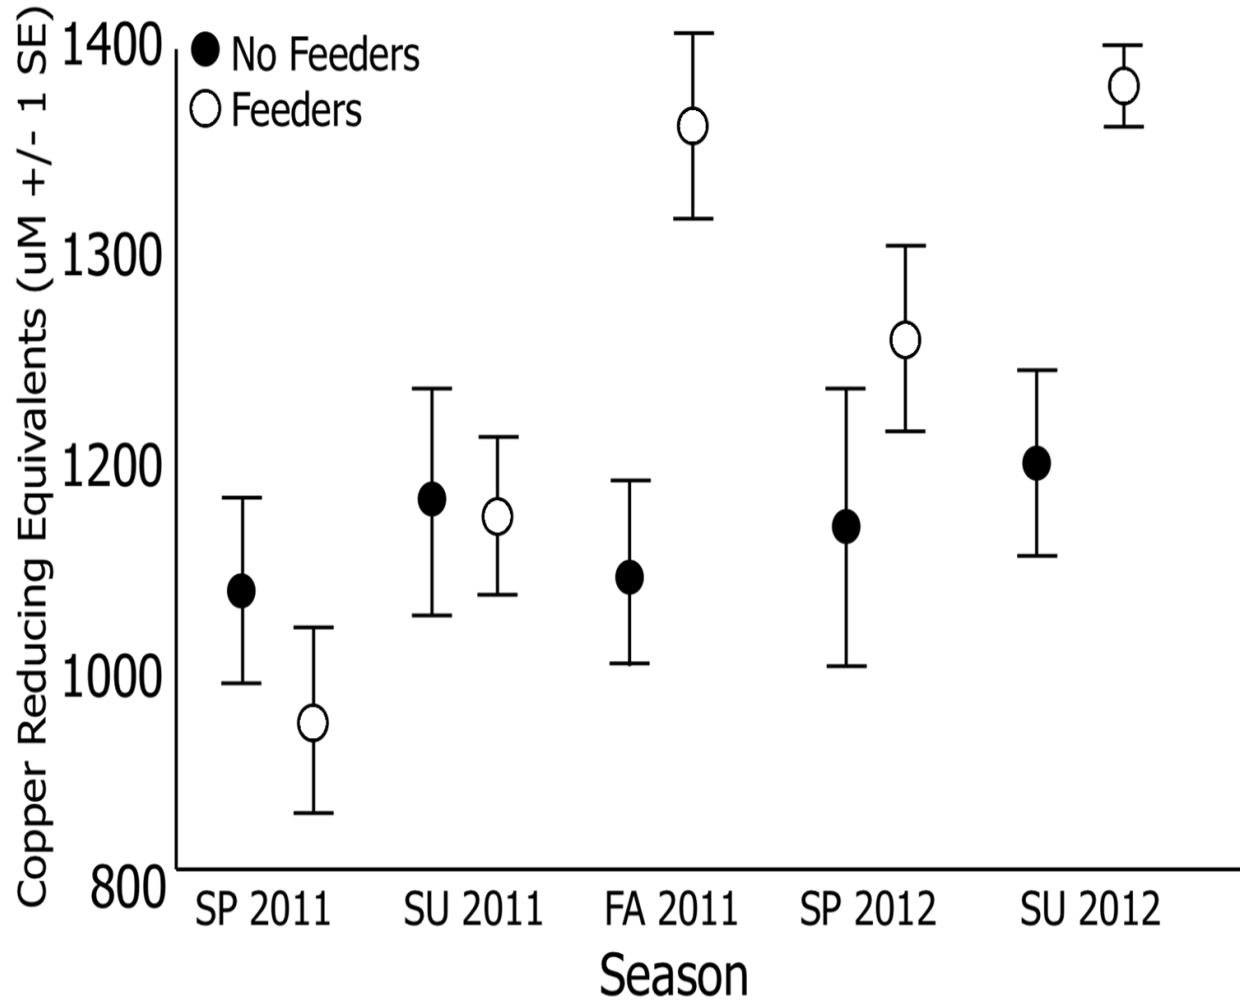 Copper Reducing Equivalents (uM +/- 1 SE)
1400
1300
1200
1000
800
No Feeders
Feeders
SP 2011
SU 2011
FA 2011
SP 2012
SU 2012
Season